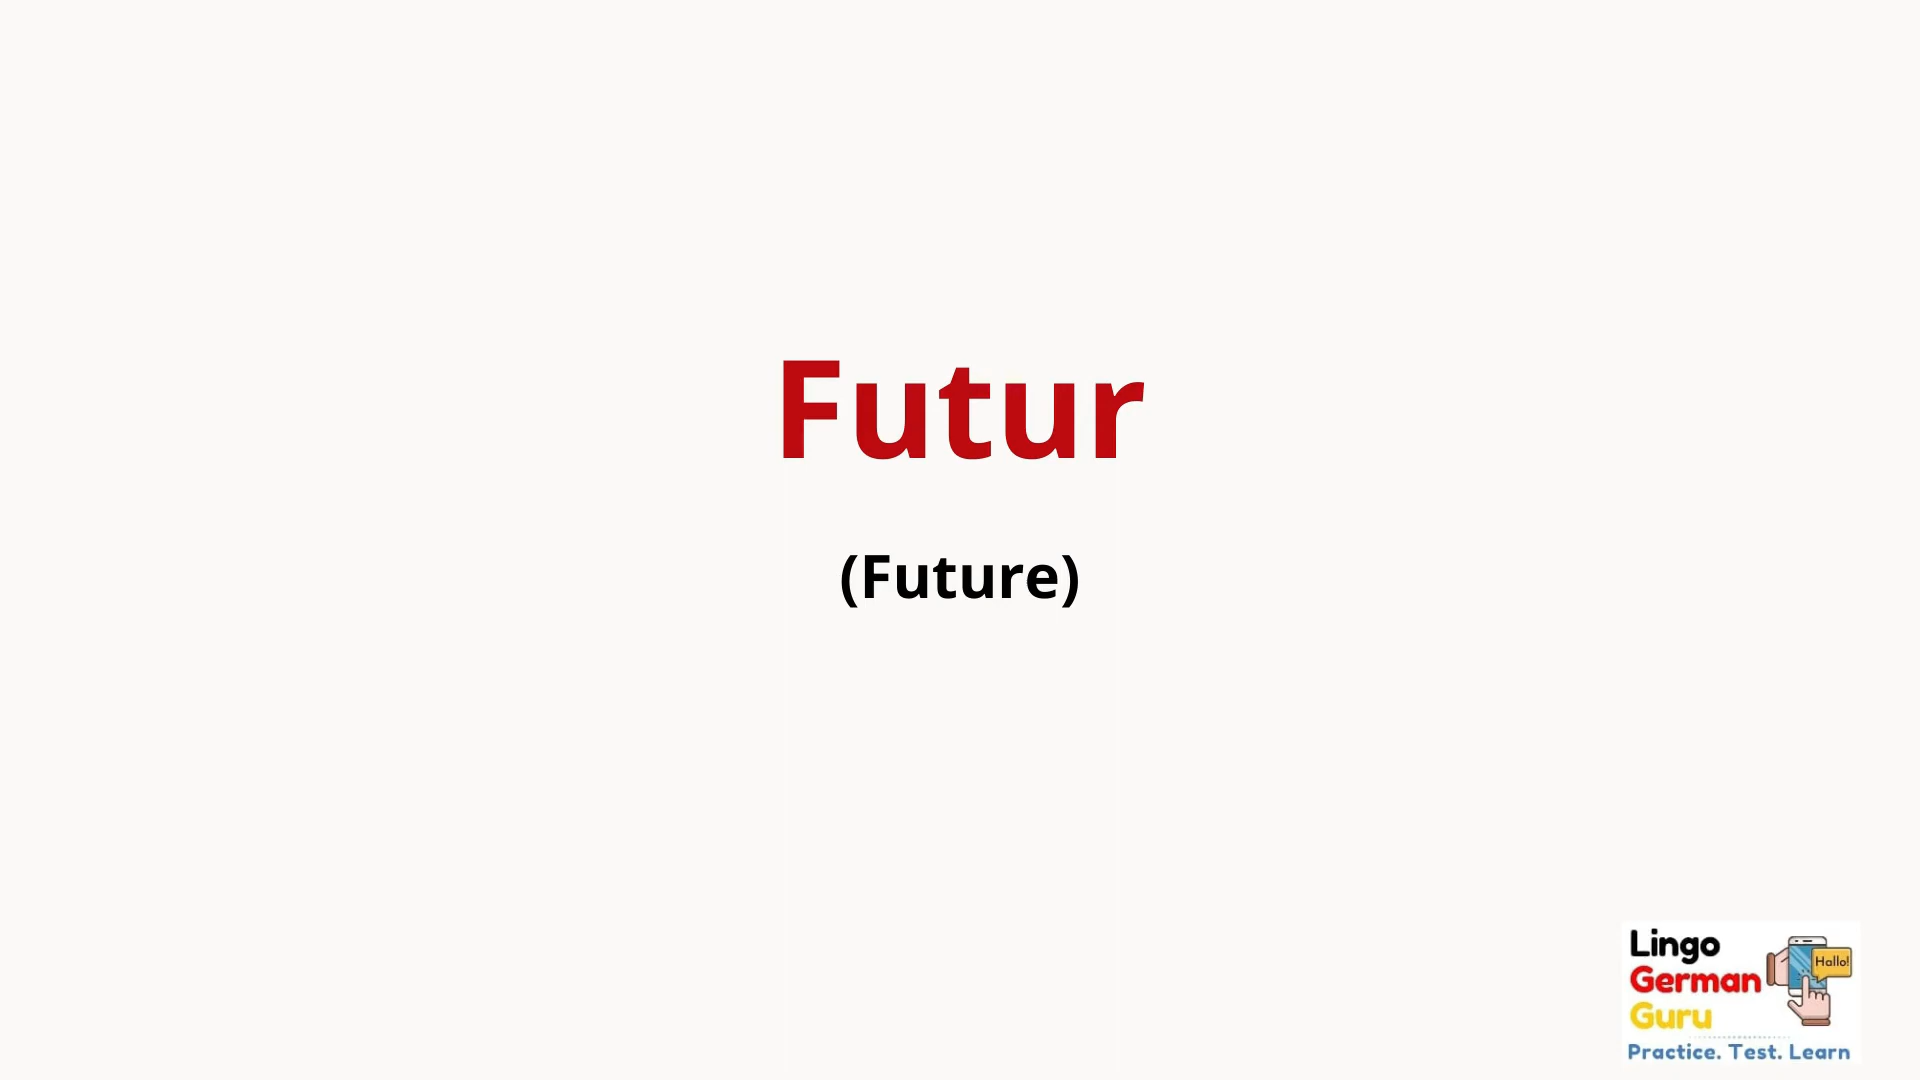 Futur
(Future)
Lingo
German
Guru
Hallo!
Practice. Test. Learn